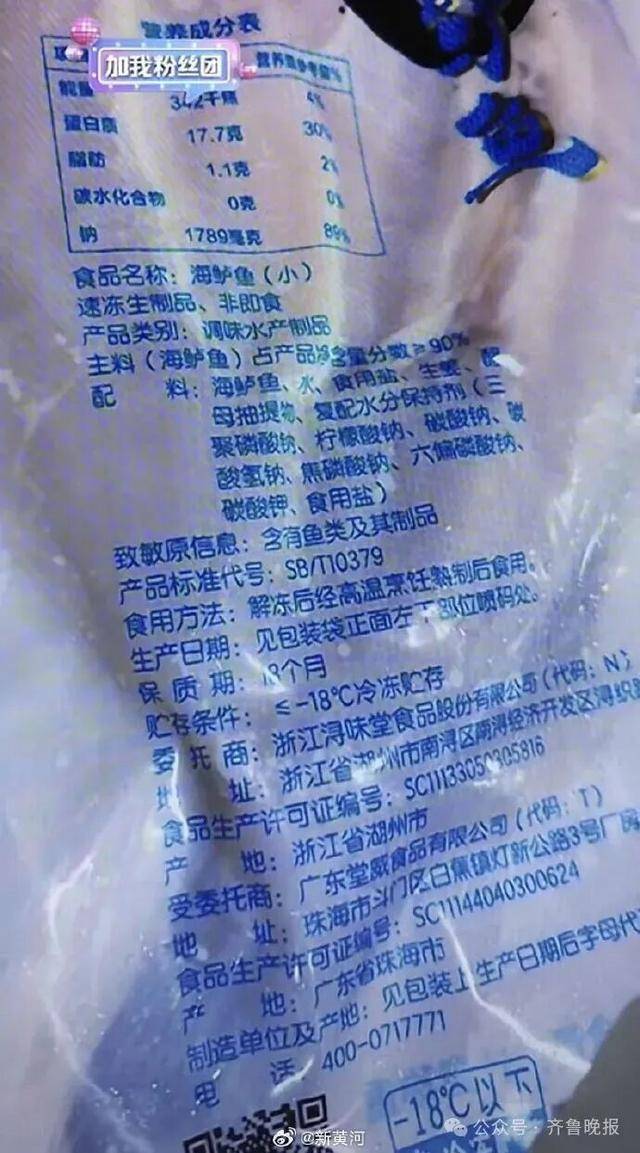 营养成分表
加我粉丝团
能量 342千焦 4%
蛋白质 17.7克 30%
脂肪 1.1克 2%
碳水化合物 0克 0%
钠 1789毫克 89%
食品名称：海鲈鱼（小）
速冻生制品、非即食
产品类别：调味水产制品
主料（海鲈鱼）占产品净含量分数≥90%
配 料：海鲈鱼、水、食用盐、生姜、酵
母抽提物、复配水分保持剂（三
聚磷酸钠、柠檬酸钠、碳酸钠、碳
酸氢钠、焦磷酸钠、六偏磷酸钠、
碳酸钾、食用盐）
致敏原信息：含有鱼类及其制品
产品标准代号：SB/T10379
食用方法：解冻后经高温烹饪熟制后食用。
生产日期：见包装袋正面左下部位喷码处。
保 质 期：18个月
贮存条件：≤-18℃冷冻贮存
委 托 商：浙江浔味堂食品股份有限公司（代码：N）
地 址：浙江省湖州市南浔区南浔经济开发区浔织
食品生产许可证编号：SC11133050305816
产 地：浙江省湖州市
受委托商：广东堂威食品有限公司（代码：T）
地 址：珠海市斗门区白蕉镇灯新公路3号厂房
食品生产许可证编号：SC11144040300624
产 地：广东省珠海市
制造单位及产地：见包装上生产日期后字母代
电 话：400-0717771
-18℃以下
@新黄河
公众号·齐鲁晚报